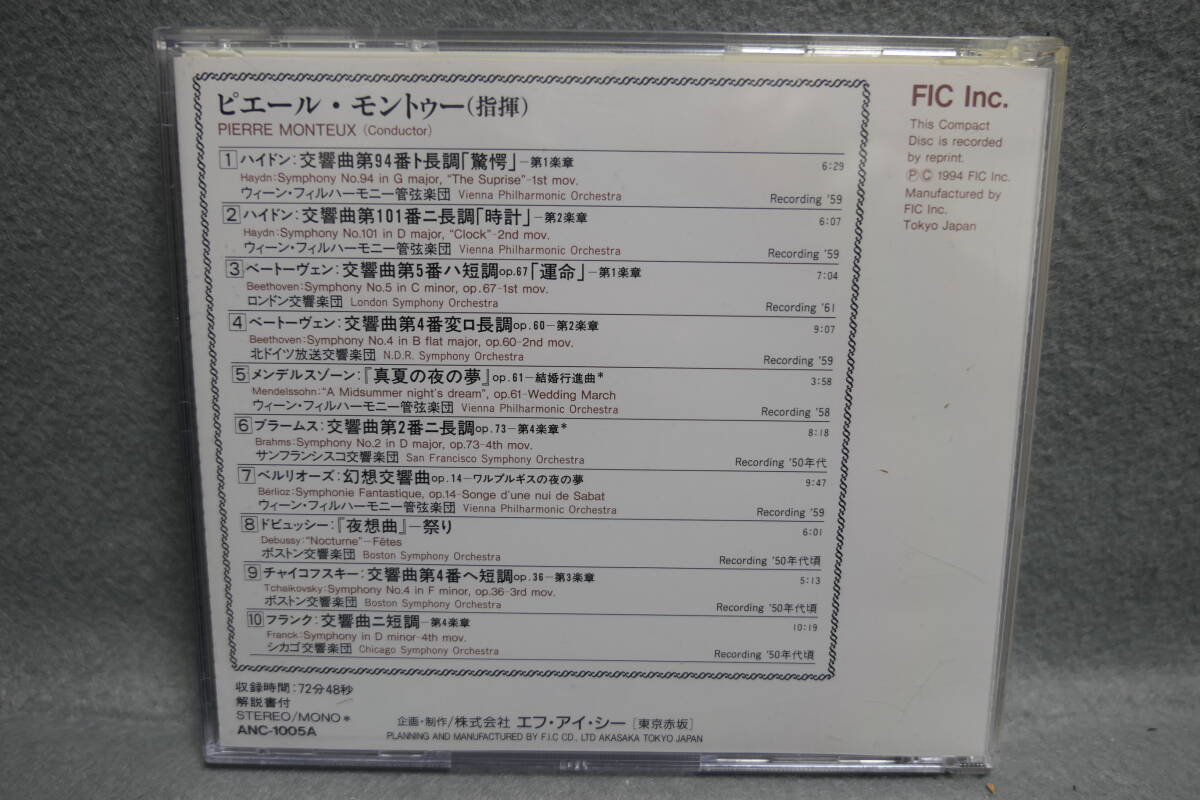 ピエール・モントゥー(指揮)
PIERRE MONTEUX (Conductor)
1 ハイドン:交響曲第94番ト長調「驚愕」–第1楽章 6:29
Haydn:Symphony No.94 in G major, "The Suprise"-1st mov.
ウィーン・フィルハーモニー管弦楽団 Vienna Philharmonic Orchestra Recording '59
2 ハイドン:交響曲第101番ニ長調「時計」–第2楽章 6:07
Haydn:Symphony No.101 in D major, "Clock"-2nd mov.
ウィーン・フィルハーモニー管弦楽団 Vienna Philharmonic Orchestra Recording '59
3 ベートーヴェン:交響曲第5番ハ短調op.67「運命」–第1楽章 7:04
Beethoven:Symphony No.5 in C minor, op.67-1st mov.
ロンドン交響楽団 London Symphony Orchestra Recording '61
4 ベートーヴェン:交響曲第4番変ロ長調op.60–第2楽章 9:07
Beethoven:Symphony No.4 in B flat major, op.60-2nd mov.
北ドイツ放送交響楽団 N.D.R. Symphony Orchestra Recording '59
5 メンデルスゾーン:『真夏の夜の夢』op.61–結婚行進曲* 3:58
Mendelssohn:"A Midsummer night's dream", op.61-Wedding March
ウィーン・フィルハーモニー管弦楽団 Vienna Philharmonic Orchestra Recording '58
6 ブラームス:交響曲第2番ニ長調op.73–第4楽章* 8:18
Brahms:Symphony No.2 in D major, op.73-4th mov.
サンフランシスコ交響楽団 San Francisco Symphony Orchestra Recording '50年代
7 ベルリオーズ:幻想交響曲op.14–ワルプルギスの夜の夢 9:47
Berlioz:Symphonie Fantastique, op.14-Songe d'une nui de Sabat
ウィーン・フィルハーモニー管弦楽団 Vienna Philharmonic Orchestra Recording '59
8 ドビュッシー:『夜想曲』–祭り 6:01
Debussy:"Nocturne"–Fêtes
ボストン交響楽団 Boston Symphony Orchestra Recording '50年代頃
9 チャイコフスキー:交響曲第4番ヘ短調op.36–第3楽章 5:13
Tchaikovsky:Symphony No.4 in F minor, op.36-3rd mov.
ボストン交響楽団 Boston Symphony Orchestra Recording '50年代頃
10 フランク:交響曲ニ短調–第4楽章 10:19
Franck:Symphony in D minor-4th mov.
シカゴ交響楽団 Chicago Symphony Orchestra Recording '50年代頃
収録時間:72分48秒
解説書付
STEREO/MONO*
ANC-1005A
企画・制作/株式会社 エフ・アイ・シー [東京赤坂]
PLANNING AND MANUFACTURED BY F.I.C CO., LTD AKASAKA TOKYO JAPAN
FIC Inc.
This Compact
Disc is recorded
by reprint.
Ⓟ Ⓒ 1994 FIC Inc.
Manufactured by
FIC Inc.
Tokyo Japan